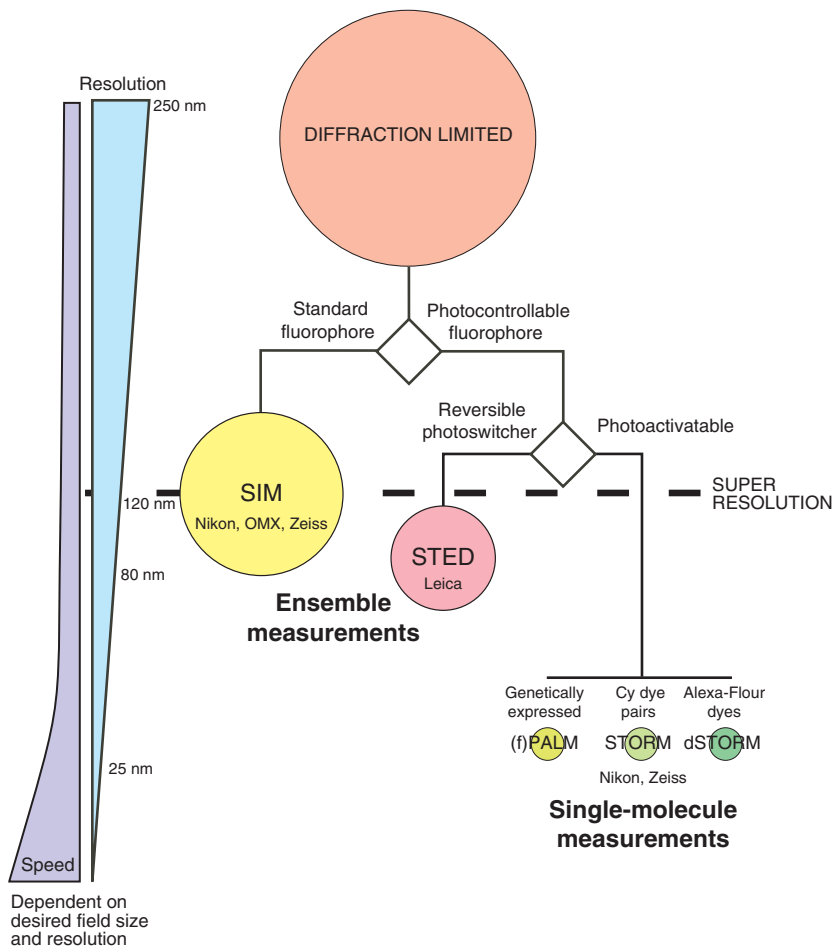 Resolution
250 nm
DIFFRACTION LIMITED
Standard
fluorophore
Photocontrollable
fluorophore
Reversible
photoswitcher
Photoactivatable
SUPER
RESOLUTION
120 nm
SIM
Nikon, OMX, Zeiss
STED
Leica
80 nm
Ensemble
measurements
Genetically
expressed
(f)PALM
Cy dye
pairs
STORM
Alexa-Flour
dyes
dSTORM
Nikon, Zeiss
25 nm
Single-molecule
measurements
Speed
Dependent on
desired field size
and resolution